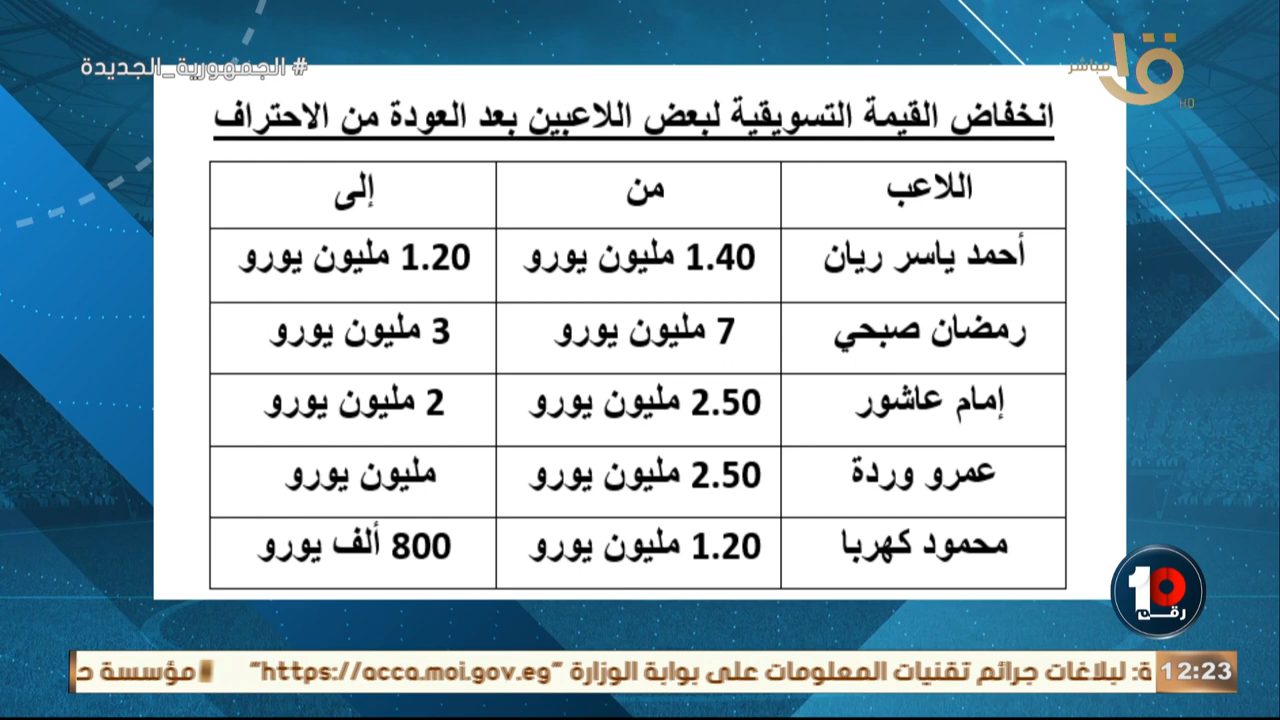 #الجمهورية_الجديدة
مباشر
HD
انخفاض القيمة التسويقية لبعض اللاعبين بعد العودة من الاحتراف
اللاعب من إلى
أحمد ياسر ريان 1.40 مليون يورو 1.20 مليون يورو
رمضان صبحي 7 مليون يورو 3 مليون يورو
إمام عاشور 2.50 مليون يورو 2 مليون يورو
عمرو وردة 2.50 مليون يورو مليون يورو
محمود كهربا 1.20 مليون يورو 800 ألف يورو
رقم 10
12:23
ة: لبلاغات جرائم تقنيات المعلومات على بوابة الوزارة "https://acca.moi.gov.eg" مؤسسة